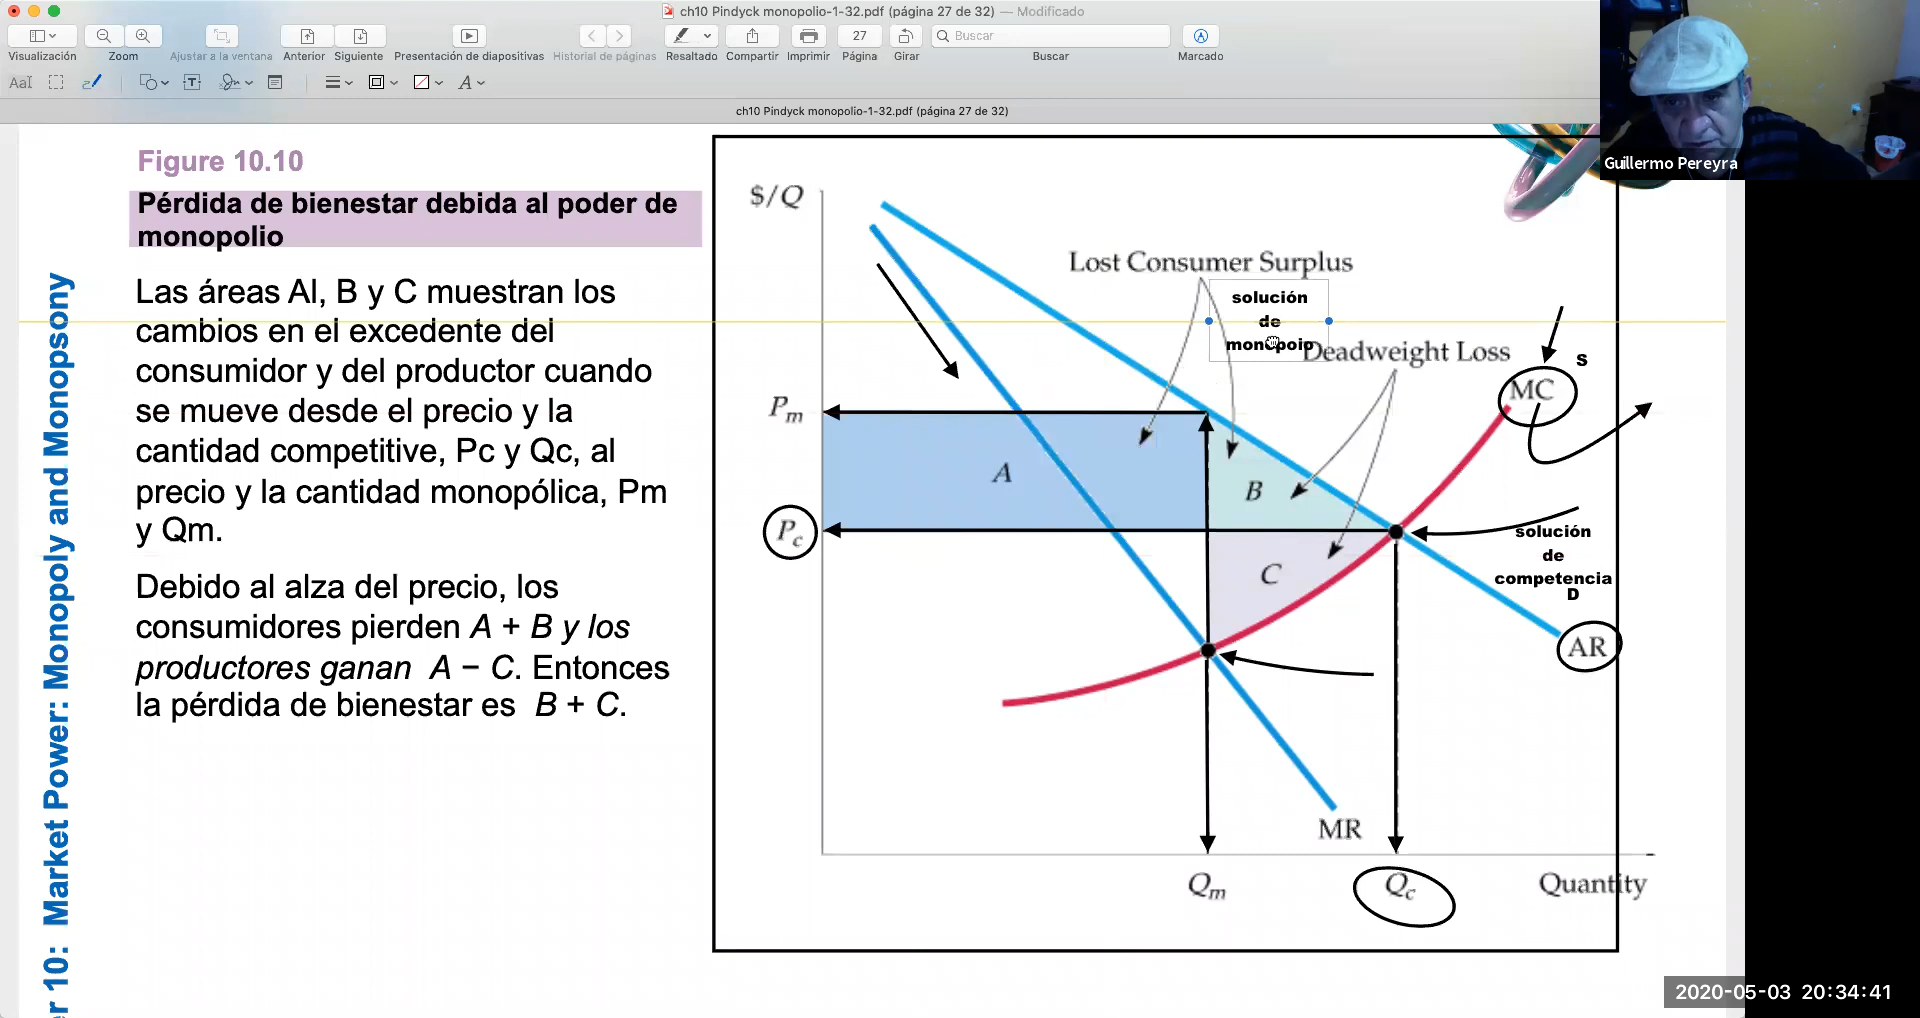 ch10 Pindyck monopolio-1-32.pdf (página 27 de 32) — Modificado
27
Buscar
Visualización
Zoom
Ajustar a la ventana
Anterior
Siguiente
Presentación de diapositivas
Historial de páginas
Resaltado
Compartir
Imprimir
Página
Girar
Buscar
Marcado
ch10 Pindyck monopolio-1-32.pdf (página 27 de 32)
Guillermo Pereyra
er 10: Market Power: Monopoly and Monopsony
Figure 10.10
Pérdida de bienestar debida al poder de
monopolio
Las áreas Al, B y C muestran los
cambios en el excedente del
consumidor y del productor cuando
se mueve desde el precio y la
cantidad competitive, Pc y Qc, al
precio y la cantidad monopólica, Pm
y Qm.
Debido al alza del precio, los
consumidores pierden A + B y los
productores ganan A − C. Entonces
la pérdida de bienestar es B + C.
$/Q
Lost Consumer Surplus
solución
de
monopoio
Deadweight Loss
S
MC
Pm
A
B
Pc
solución
de
competencia
D
C
AR
MR
Qm
Qc
Quantity
2020-05-03 20:34:41